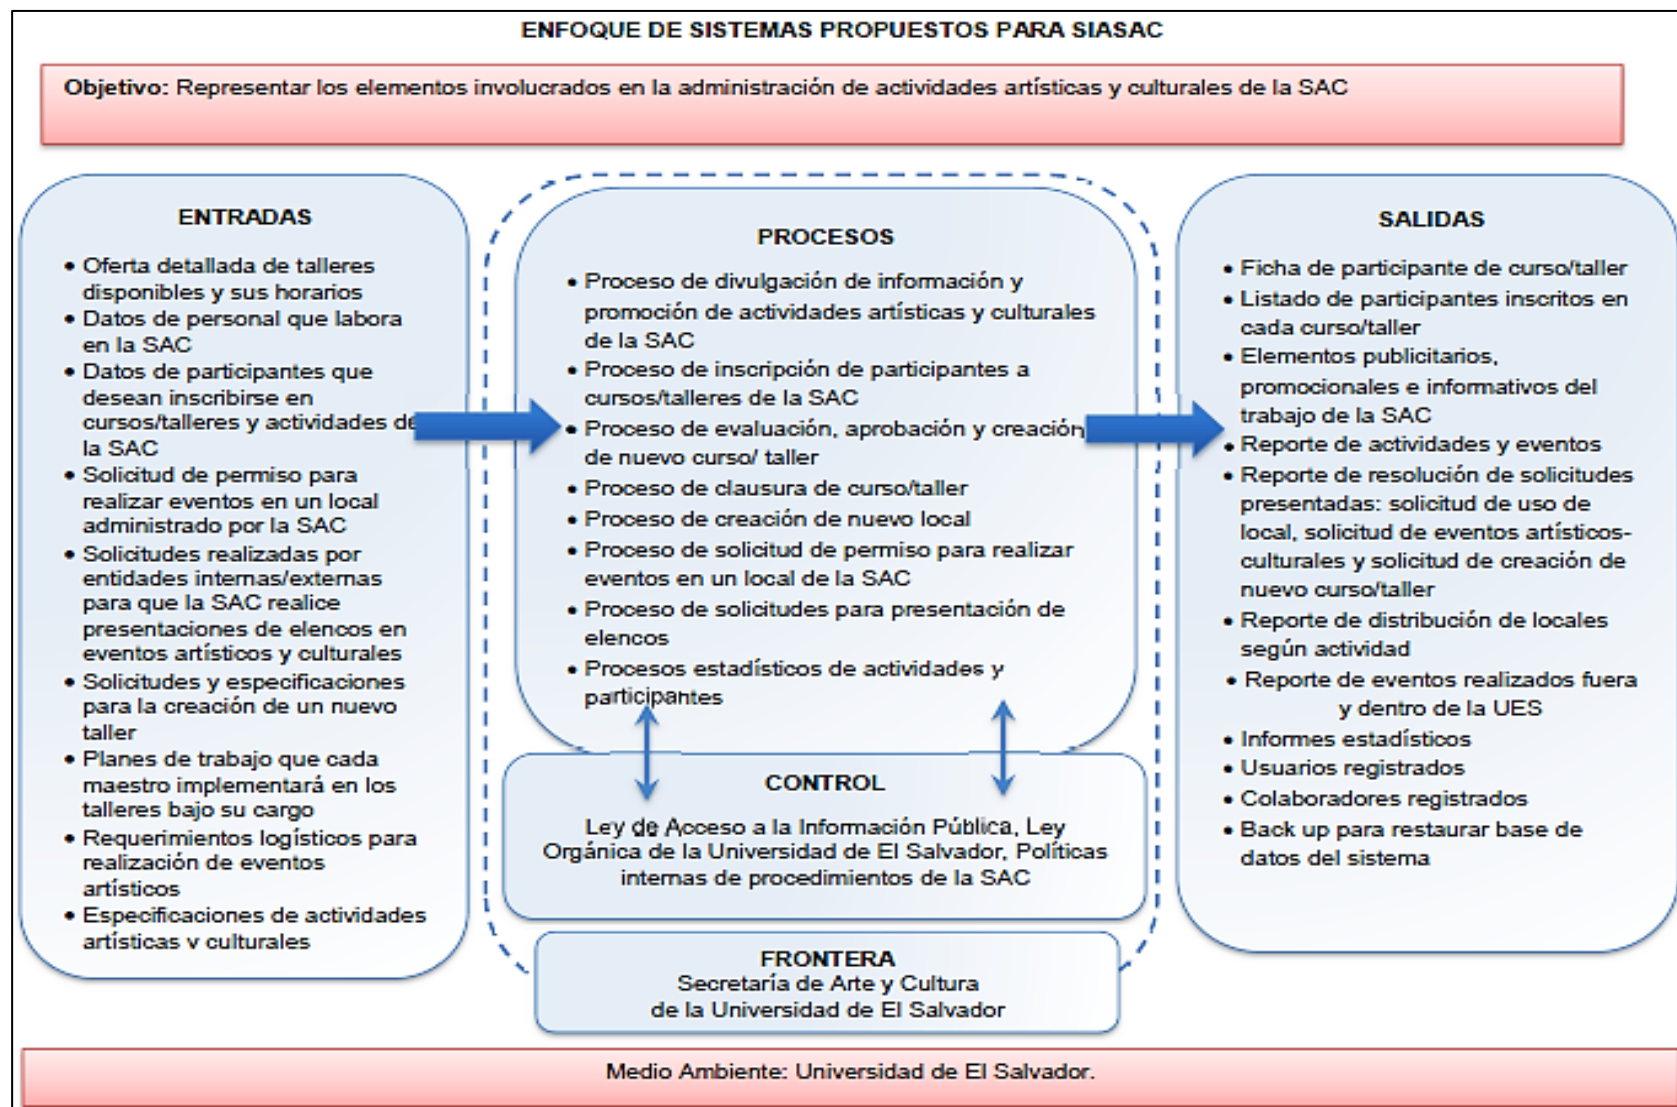 ENFOQUE DE SISTEMAS PROPUESTOS PARA SIASAC
Objetivo: Representar los elementos involucrados en la administración de actividades artísticas y culturales de la SAC
ENTRADAS
• Oferta detallada de talleres
disponibles y sus horarios
• Datos de personal que labora
en la SAC
• Datos de participantes que
desean inscribirse en
cursos/talleres y actividades de
la SAC
• Solicitud de permiso para
realizar eventos en un local
administrado por la SAC
• Solicitudes realizadas por
entidades internas/externas
para que la SAC realice
presentaciones de elencos en
eventos artísticos y culturales
• Solicitudes y especificaciones
para la creación de un nuevo
taller
• Planes de trabajo que cada
maestro implementará en los
talleres bajo su cargo
• Requerimientos logísticos para
realización de eventos
artísticos
• Especificaciones de actividades
artísticas y culturales
PROCESOS
• Proceso de divulgación de información y
promoción de actividades artísticas y culturales
de la SAC
• Proceso de inscripción de participantes a
cursos/talleres de la SAC
• Proceso de evaluación, aprobación y creación
de nuevo curso/ taller
• Proceso de clausura de curso/taller
• Proceso de creación de nuevo local
• Proceso de solicitud de permiso para realizar
eventos en un local de la SAC
• Proceso de solicitudes para presentación de
elencos
• Procesos estadísticos de actividades y
participantes
CONTROL
Ley de Acceso a la Información Pública, Ley
Orgánica de la Universidad de El Salvador, Políticas
internas de procedimientos de la SAC
FRONTERA
Secretaría de Arte y Cultura
de la Universidad de El Salvador
SALIDAS
• Ficha de participante de curso/taller
• Listado de participantes inscritos en
cada curso/taller
• Elementos publicitarios,
promocionales e informativos del
trabajo de la SAC
• Reporte de actividades y eventos
• Reporte de resolución de solicitudes
presentadas: solicitud de uso de
local, solicitud de eventos artísticos-
culturales y solicitud de creación de
nuevo curso/taller
• Reporte de distribución de locales
según actividad
• Reporte de eventos realizados fuera
y dentro de la UES
• Informes estadísticos
• Usuarios registrados
• Colaboradores registrados
• Back up para restaurar base de
datos del sistema
Medio Ambiente: Universidad de El Salvador.